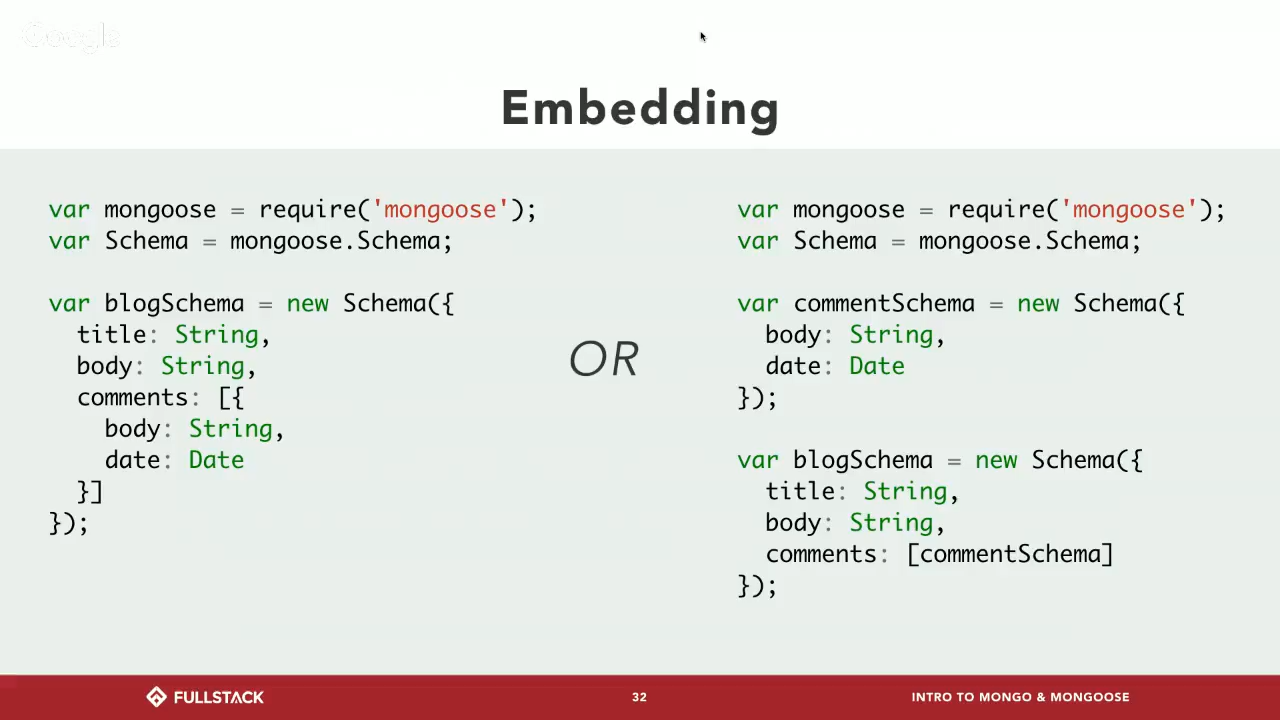 Google
Embedding
var mongoose = require('mongoose');
var Schema = mongoose.Schema;
var blogSchema = new Schema({
  title: String,
  body: String,
  comments: [{
    body: String,
    date: Date
  }]
});
OR
var mongoose = require('mongoose');
var Schema = mongoose.Schema;
var commentSchema = new Schema({
  body: String,
  date: Date
});
var blogSchema = new Schema({
  title: String,
  body: String,
  comments: [commentSchema]
});
FULLSTACK
32
INTRO TO MONGO & MONGOOSE